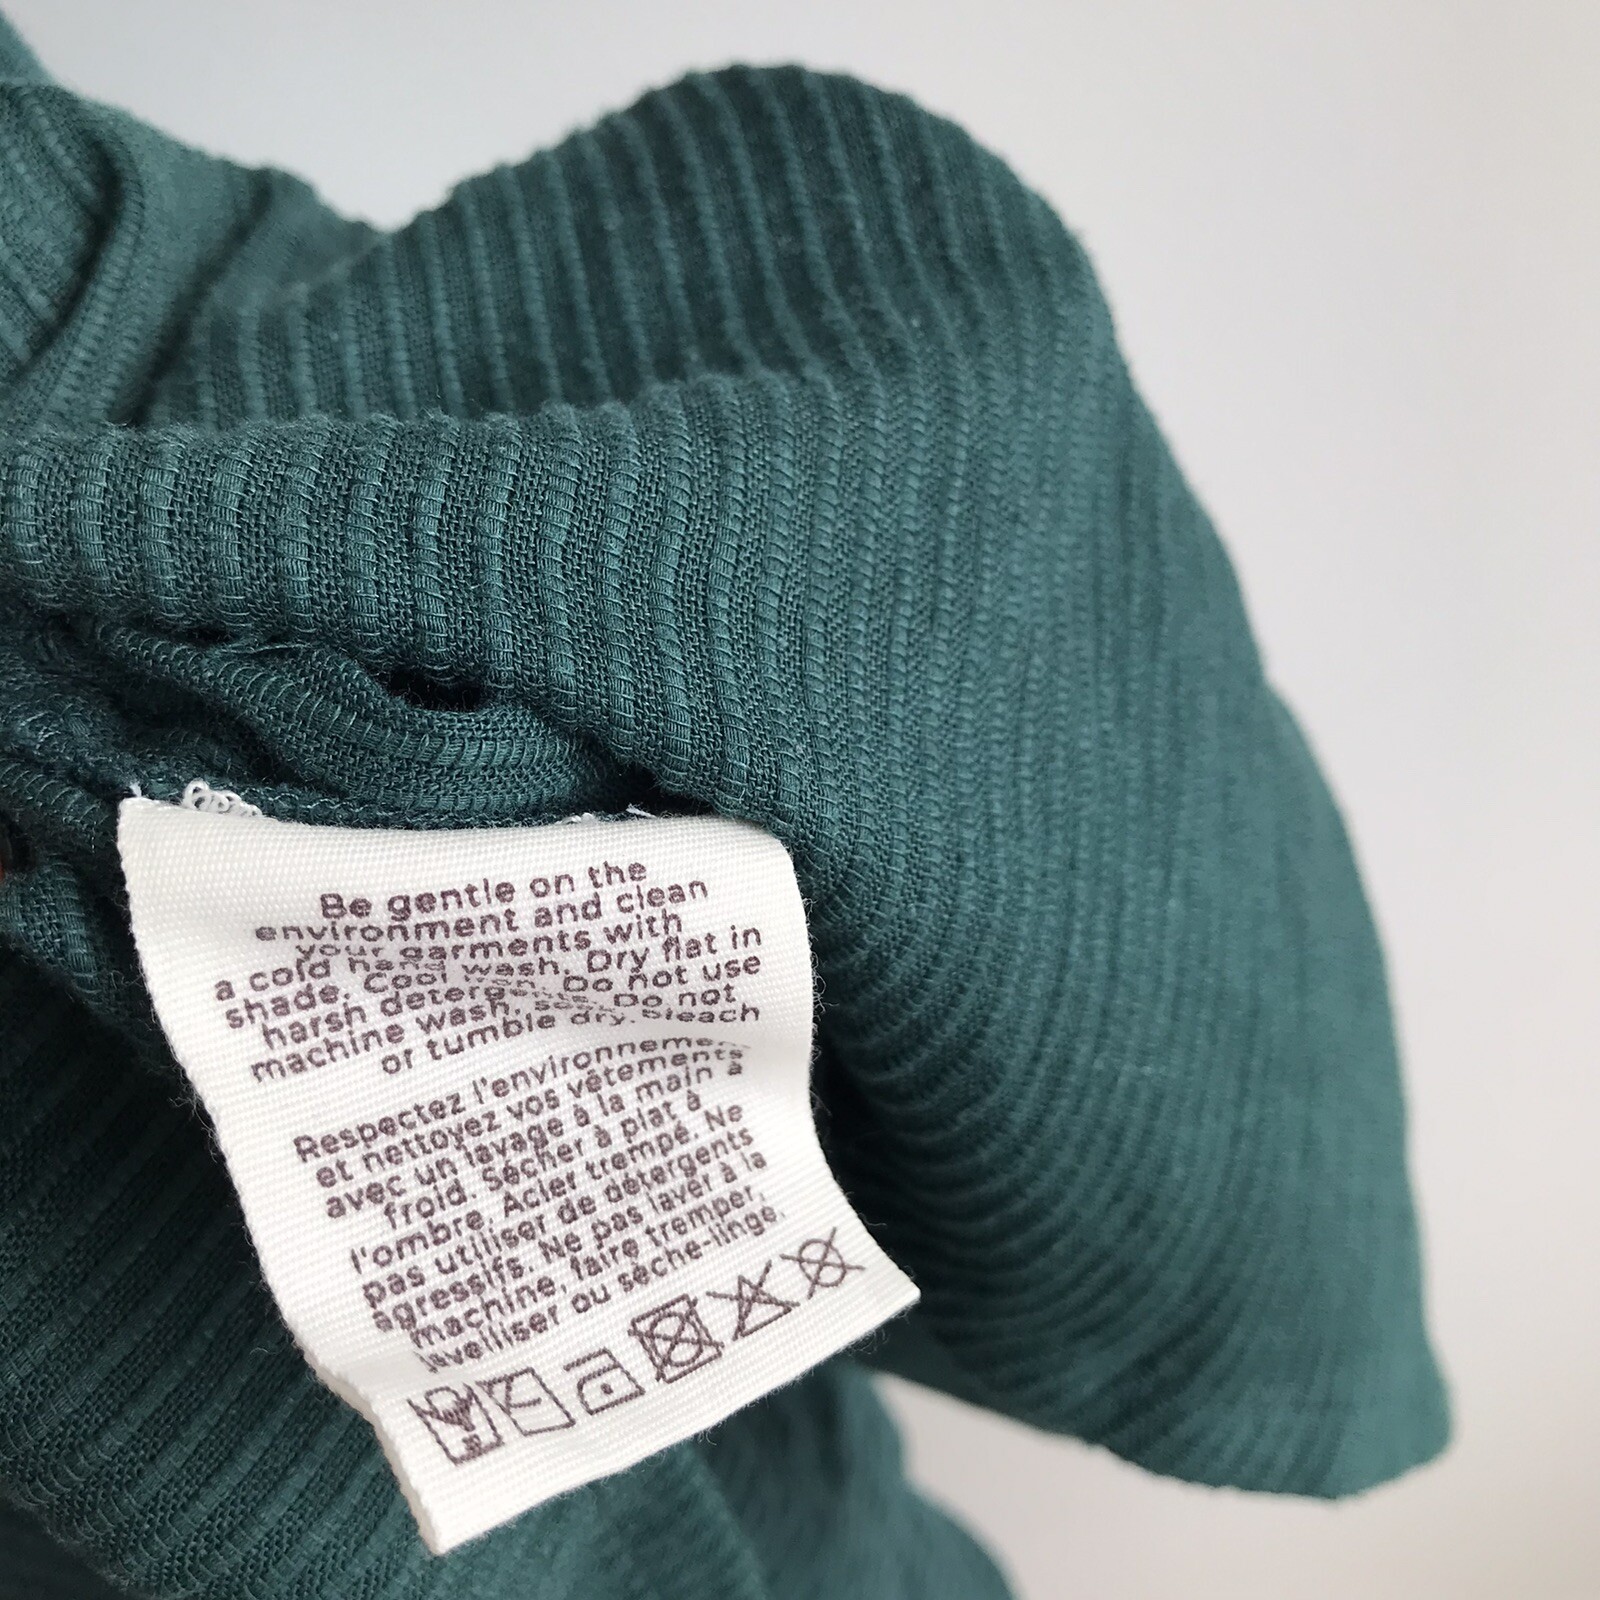 Be gentle on the
environment and clean
your garments with
a cold hand wash. Dry flat in
shade. Cool iron. Do not use
harsh detergents. Do not
machine wash, soak, bleach
or tumble dry.
Respectez l'environnement
et nettoyez vos vêtements
avec un lavage à la main à
froid. Sécher à plat à
l'ombre. Acier trempé. Ne
pas utiliser de détergents
agressifs. Ne pas laver à la
machine, faire tremper,
javelliser ou sèche-linge.